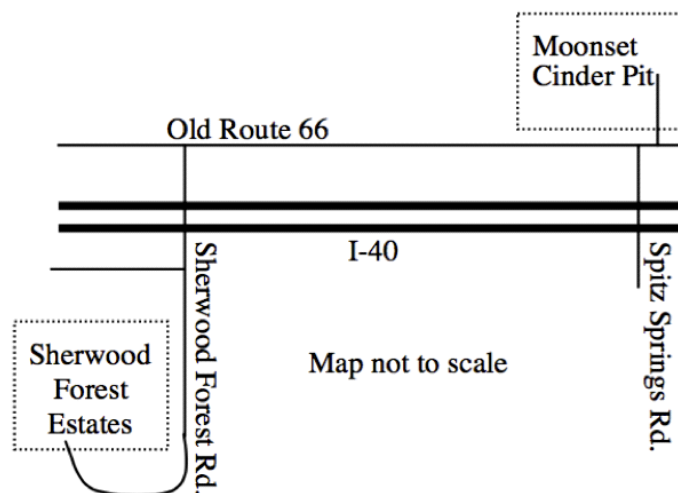 Moonset
Cinder Pit
Old Route 66
I-40
Sherwood Forest Rd.
Spitz Springs Rd.
Sherwood
Forest
Estates
Map not to scale